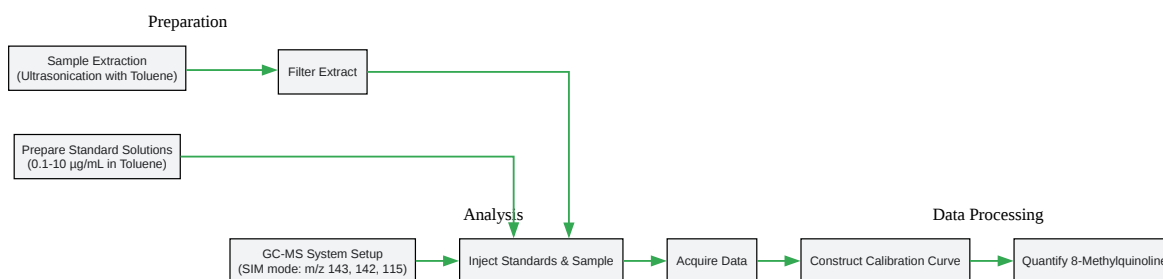 Preparation
Sample Extraction
(Ultrasonication with Toluene)
Filter Extract
Prepare Standard Solutions
(0.1-10 µg/mL in Toluene)
Analysis
Data Processing
GC-MS System Setup
(SIM mode: m/z 143, 142, 115)
Inject Standards & Sample
Acquire Data
Construct Calibration Curve
Quantify 8-Methylquinoline